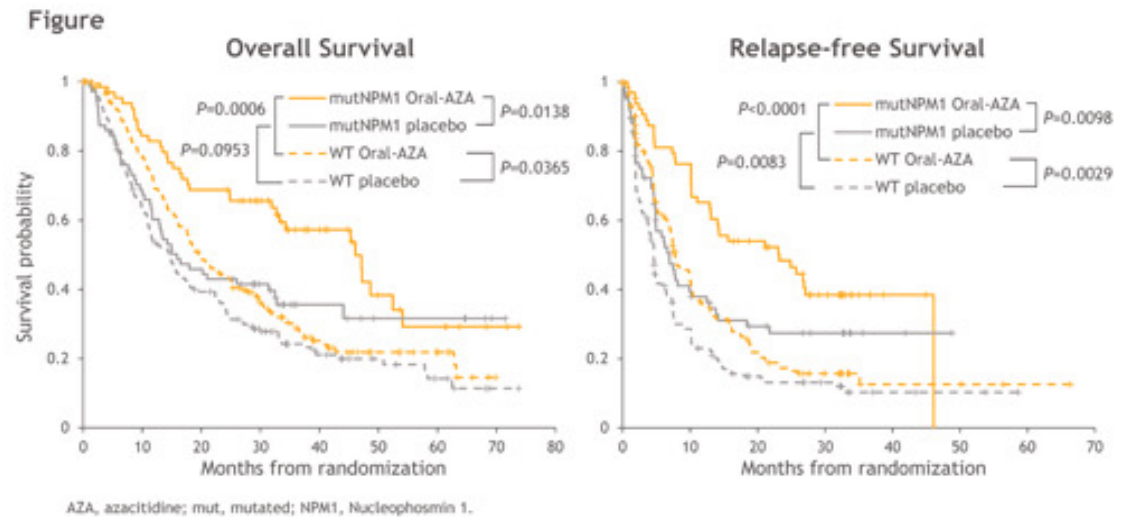 Figure
Overall Survival
Survival probability
1
0.8
0.6
0.4
0.2
0
0 10 20 30 40 50 60 70 80
Months from randomization
P=0.0006
P=0.0953
mutNPM1 Oral-AZA
mutNPM1 placebo
WT Oral-AZA
WT placebo
P=0.0138
P=0.0365
Relapse-free Survival
1
0.8
0.6
0.4
0.2
0
0 10 20 30 40 50 60 70
Months from randomization
P<0.0001
P=0.0083
mutNPM1 Oral-AZA
mutNPM1 placebo
WT Oral-AZA
WT placebo
P=0.0098
P=0.0029
AZA, azacitidine; mut, mutated; NPM1, Nucleophosmin 1.